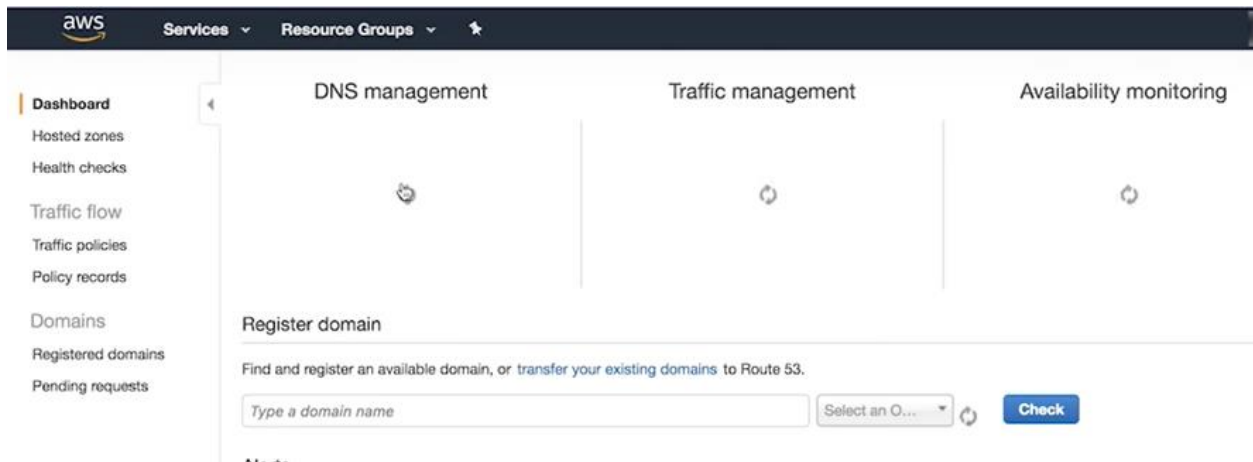 aws Services Resource Groups
Dashboard
Hosted zones
Health checks
Traffic flow
Traffic policies
Policy records
Domains
Registered domains
Pending requests
DNS management Traffic management Availability monitoring
Register domain
Find and register an available domain, or transfer your existing domains to Route 53.
Type a domain name Select an O... Check